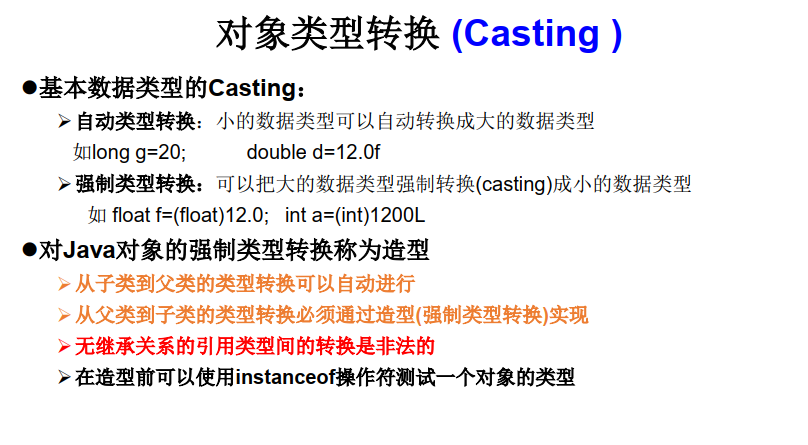 对象类型转换 (Casting )
●基本数据类型的Casting：
➢自动类型转换：小的数据类型可以自动转换成大的数据类型
如long g=20; double d=12.0f
➢强制类型转换：可以把大的数据类型强制转换(casting)成小的数据类型
如 float f=(float)12.0; int a=(int)1200L
●对Java对象的强制类型转换称为造型
➢从子类到父类的类型转换可以自动进行
➢从父类到子类的类型转换必须通过造型(强制类型转换)实现
➢无继承关系的引用类型间的转换是非法的
➢在造型前可以使用instanceof操作符测试一个对象的类型